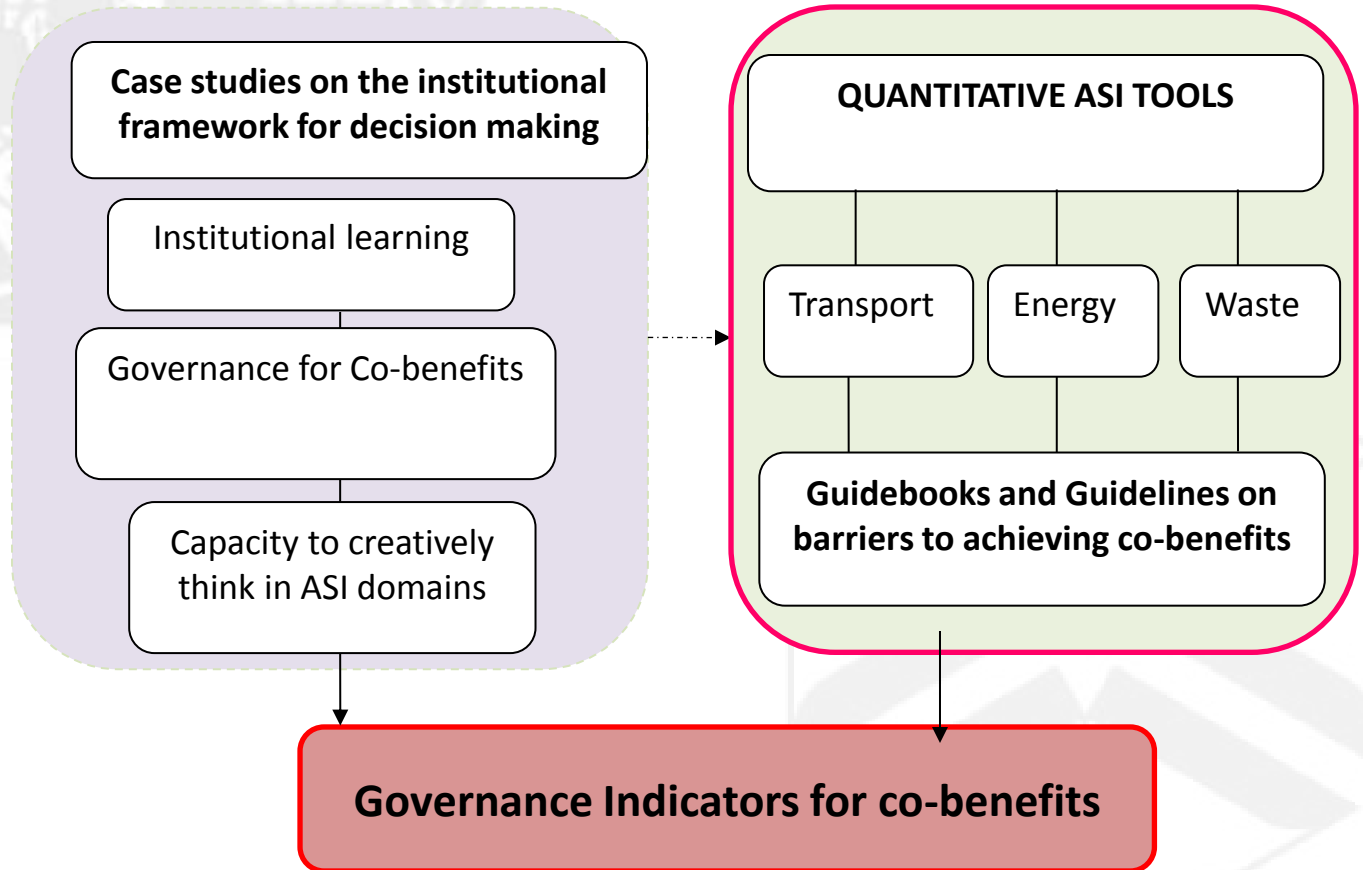 Case studies on the institutional
framework for decision making
Institutional learning
Governance for Co-benefits
Capacity to creatively
think in ASI domains
QUANTITATIVE ASI TOOLS
Transport
Energy
Waste
Guidebooks and Guidelines on
barriers to achieving co-benefits
Governance Indicators for co-benefits